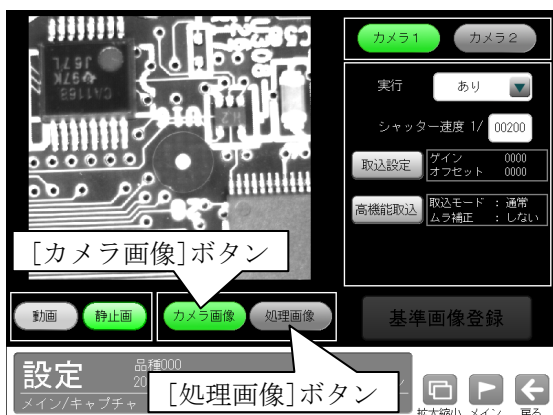 カメラ1
カメラ2
実行
あり
シャッター速度 1/ 00200
取込設定
ゲイン 0000
オフセット 0000
高機能取込
取込モード : 通常
ムラ補正 : しない
[カメラ画像]ボタン
動画
静止画
カメラ画像
処理画像
基準画像登録
設定
品種000
20
メイン/キャプチャ
[処理画像]ボタン
拡大縮小
メイン
戻る